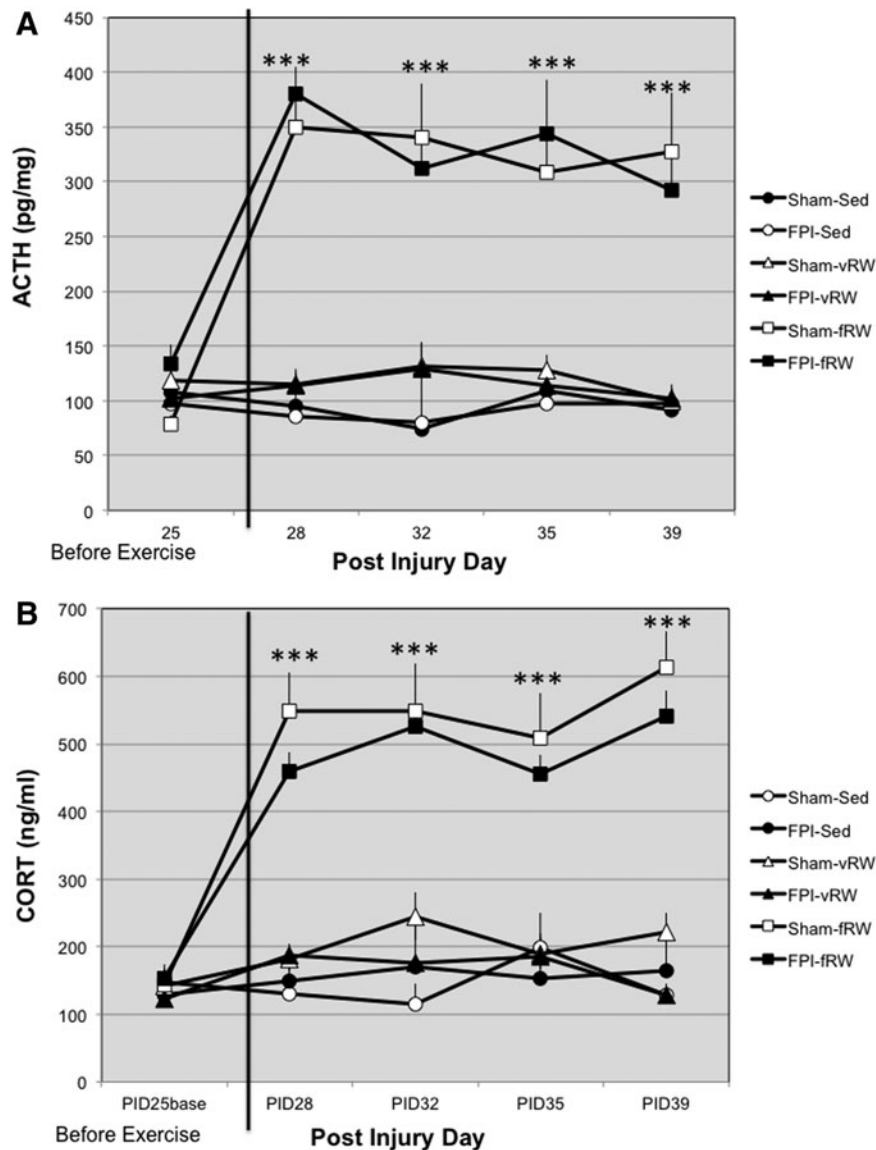 A
450
400
350
300
250
200
150
100
50
0
ACTH (pg/mg)
*** *** *** ***
25 28 32 35 39
Before Exercise
Post Injury Day
Sham-Sed
FPI-Sed
Sham-vRW
FPI-vRW
Sham-fRW
FPI-fRW
B
700
600
500
400
300
200
100
0
CORT (ng/ml)
*** *** *** ***
PID25base PID28 PID32 PID35 PID39
Before Exercise
Post Injury Day
Sham-Sed
FPI-Sed
Sham-vRW
FPI-vRW
Sham-fRW
FPI-fRW